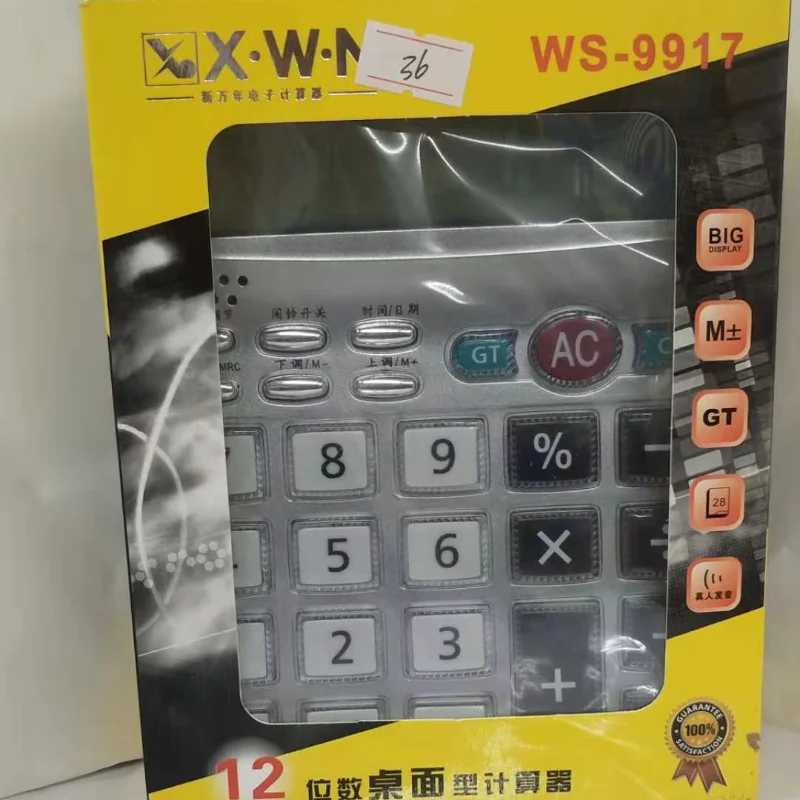 X·W·N
36
WS-9917
新万年电子计算器
BIG
DISPLAY
闹铃开关
时间/日期
MRC
下调/M-
上调/M+
GT
AC
M±
8
9
%
GT
5
6
×
28
2
3
真人发音
+
GUARANTEE
100%
SATISFACTION
12位数桌面型计算器